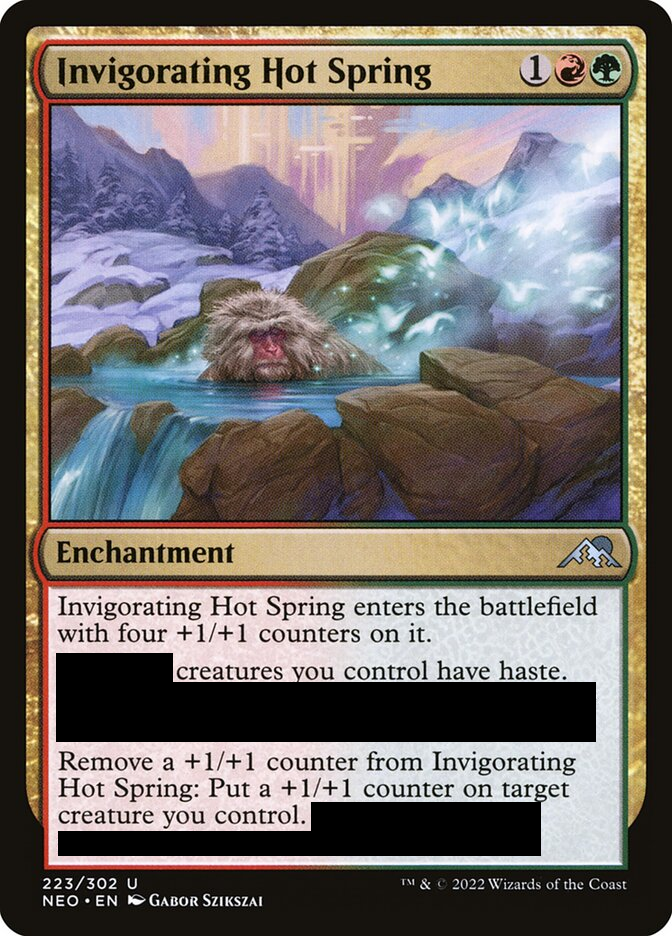 Invigorating Hot Spring 1
Enchantment
Invigorating Hot Spring enters the battlefield
with four +1/+1 counters on it.
creatures you control have haste.
Remove a +1/+1 counter from Invigorating
Hot Spring: Put a +1/+1 counter on target
creature you control.
223/302 U
NEO • EN Gabor Szikszai
™ & © 2022 Wizards of the Coast